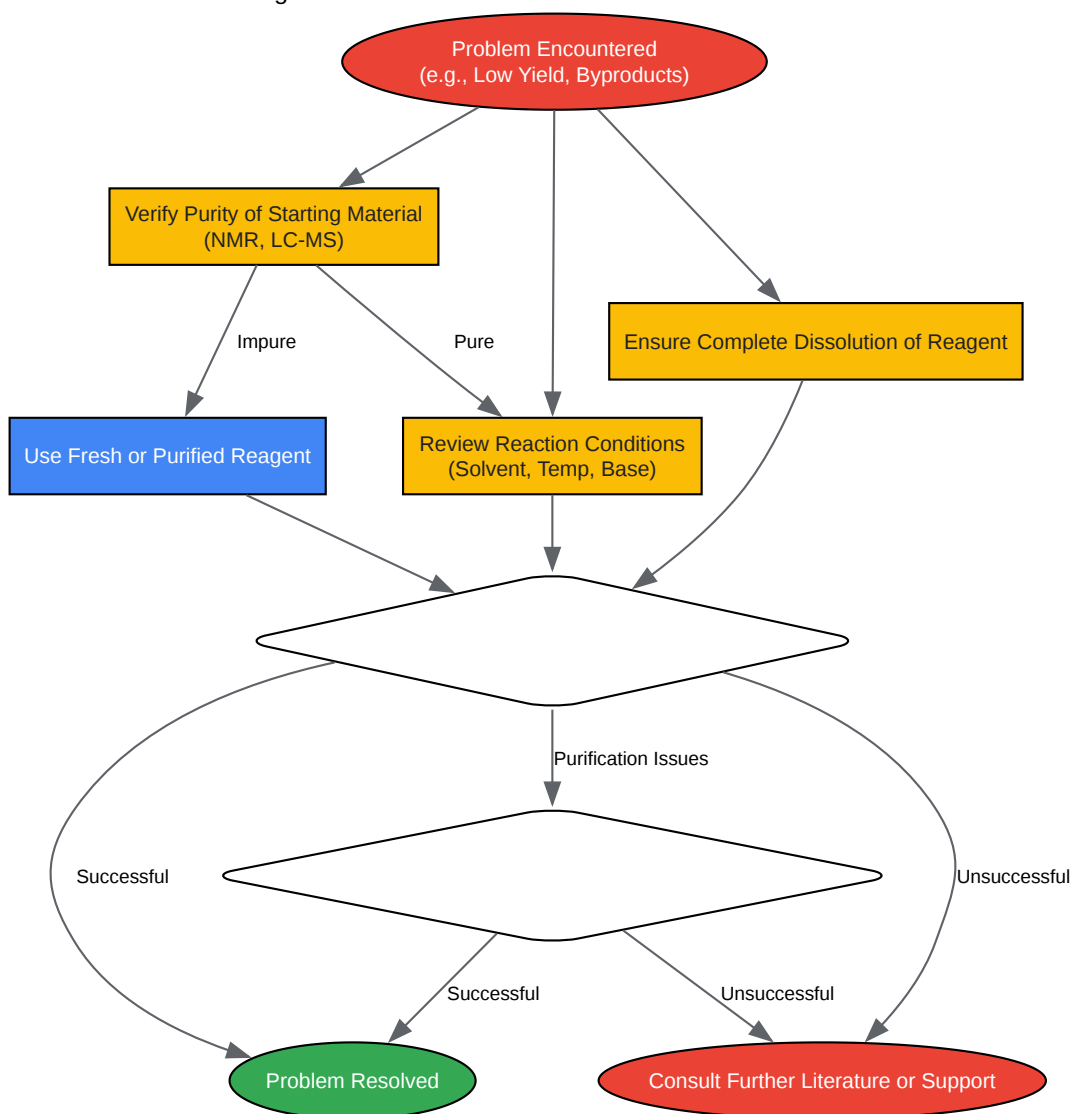 Problem Encountered
(e.g., Low Yield, Byproducts)
Verify Purity of Starting Material
(NMR, LC-MS)
Impure
Pure
Ensure Complete Dissolution of Reagent
Use Fresh or Purified Reagent
Review Reaction Conditions
(Solvent, Temp, Base)
Purification Issues
Successful
Unsuccessful
Successful
Unsuccessful
Problem Resolved
Consult Further Literature or Support